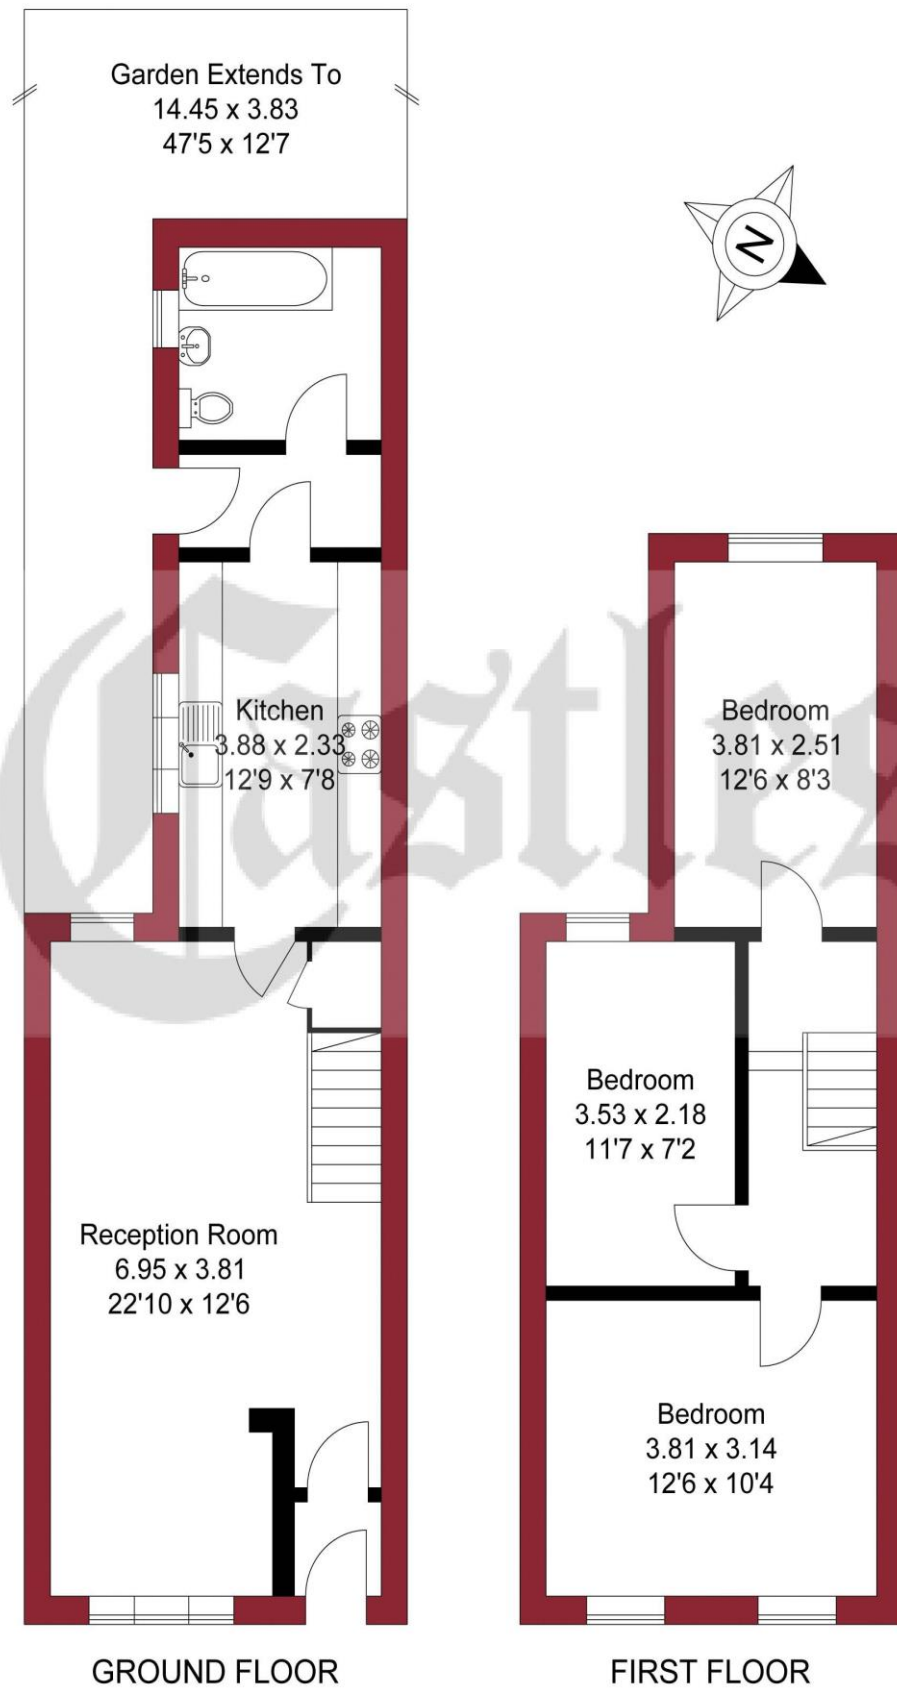 Garden Extends To
14.45 x 3.83
47'5 x 12'7
N
Kitchen
3.88 x 2.33
12'9 x 7'8
Reception Room
6.95 x 3.81
22'10 x 12'6
GROUND FLOOR
Bedroom
3.81 x 2.51
12'6 x 8'3
Bedroom
3.53 x 2.18
11'7 x 7'2
Bedroom
3.81 x 3.14
12'6 x 10'4
FIRST FLOOR
Castles